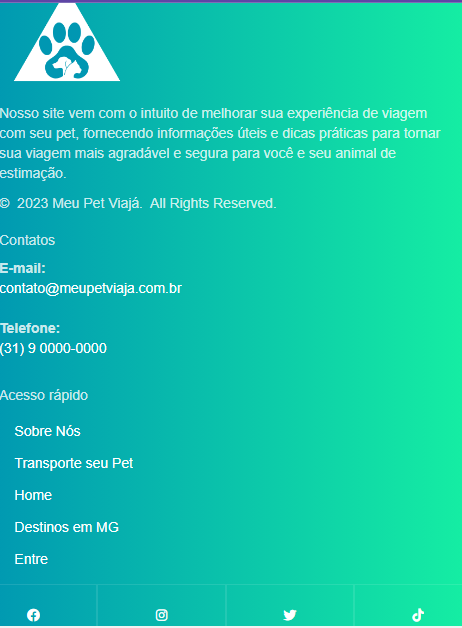 Nosso site vem com o intuito de melhorar sua experiência de viagem
com seu pet, fornecendo informações úteis e dicas práticas para tornar
sua viagem mais agradável e segura para você e seu animal de
estimação.
© 2023 Meu Pet Viajá. All Rights Reserved.
Contatos
E-mail:
contato@meupetviaja.com.br
Telefone:
(31) 9 0000-0000
Acesso rápido
Sobre Nós
Transporte seu Pet
Home
Destinos em MG
Entre